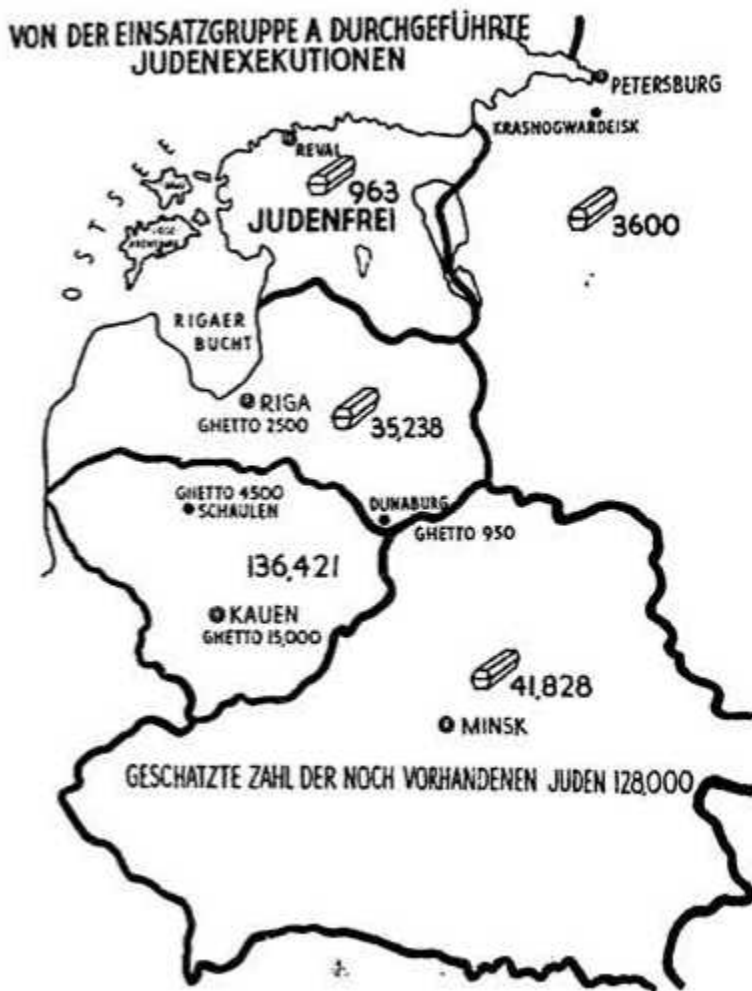 VON DER EINSATZGRUPPE A DURCHGEFÜHRTE
JUDENEXEKUTIONEN
PETERSBURG
KRASNOGWARDEISK
REVAL
963
JUDENFREI
3600
OSTSEE
RIGAER
BUCHT
RIGA
GHETTO 2500
35,238
GHETTO 4500
SCHAULEN
DUNABURG
GHETTO 950
136,421
KAUEN
GHETTO 15,000
41,828
MINSK
GESCHATZTE ZAHL DER NOCH VORHANDENEN JUDEN 128,000